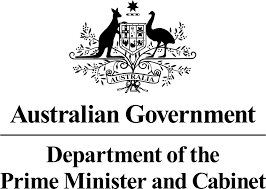 AUSTRALIA
Australian Government
Department of the
Prime Minister and Cabinet